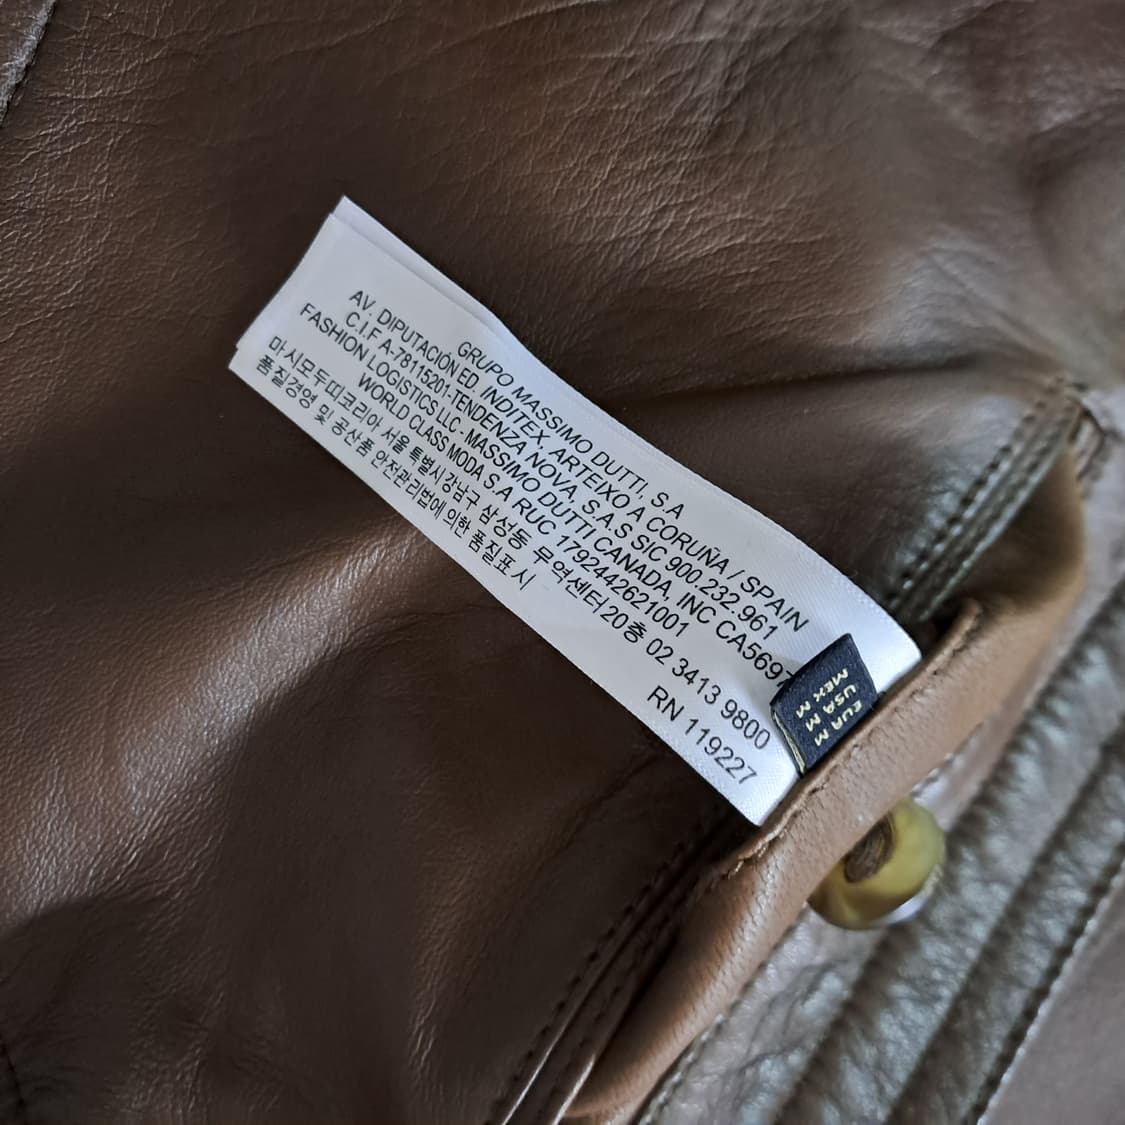 GRUPO MASSIMO DUTTI, S.A
AV. DIPUTACIÓN ED. INDITEX, ARTEIXO A CORUÑA / SPAIN
C.I.F A-78115201-TENDENZA NOVA, S.A.S SIC 900.232.961
FASHION LOGISTICS LLC- MASSIMO DUTTI CANADA, INC CA5697
WORLD CLASS MODA S.A RUC 1792442621001
마시모두띠코리아 서울 특별시 강남구 삼성동 무역센터20층 02 3413 9800
품질경영 및 공산품 안전관리법에 의한 품질표시
RN 119227
EUR M
USA M
MEX M